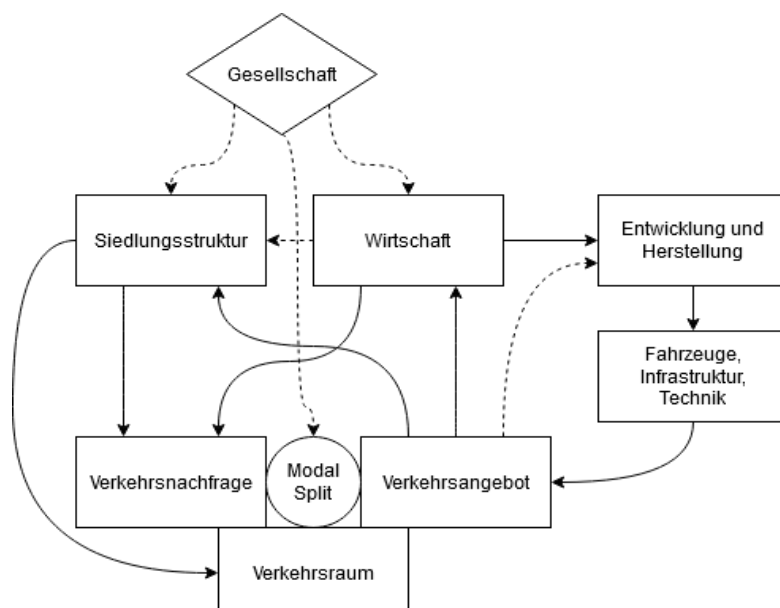 Gesellschaft
Siedlungsstruktur
Wirtschaft
Entwicklung und
Herstellung
Fahrzeuge,
Infrastruktur,
Technik
Verkehrsnachfrage
Modal
Split
Verkehrsangebot
Verkehrsraum